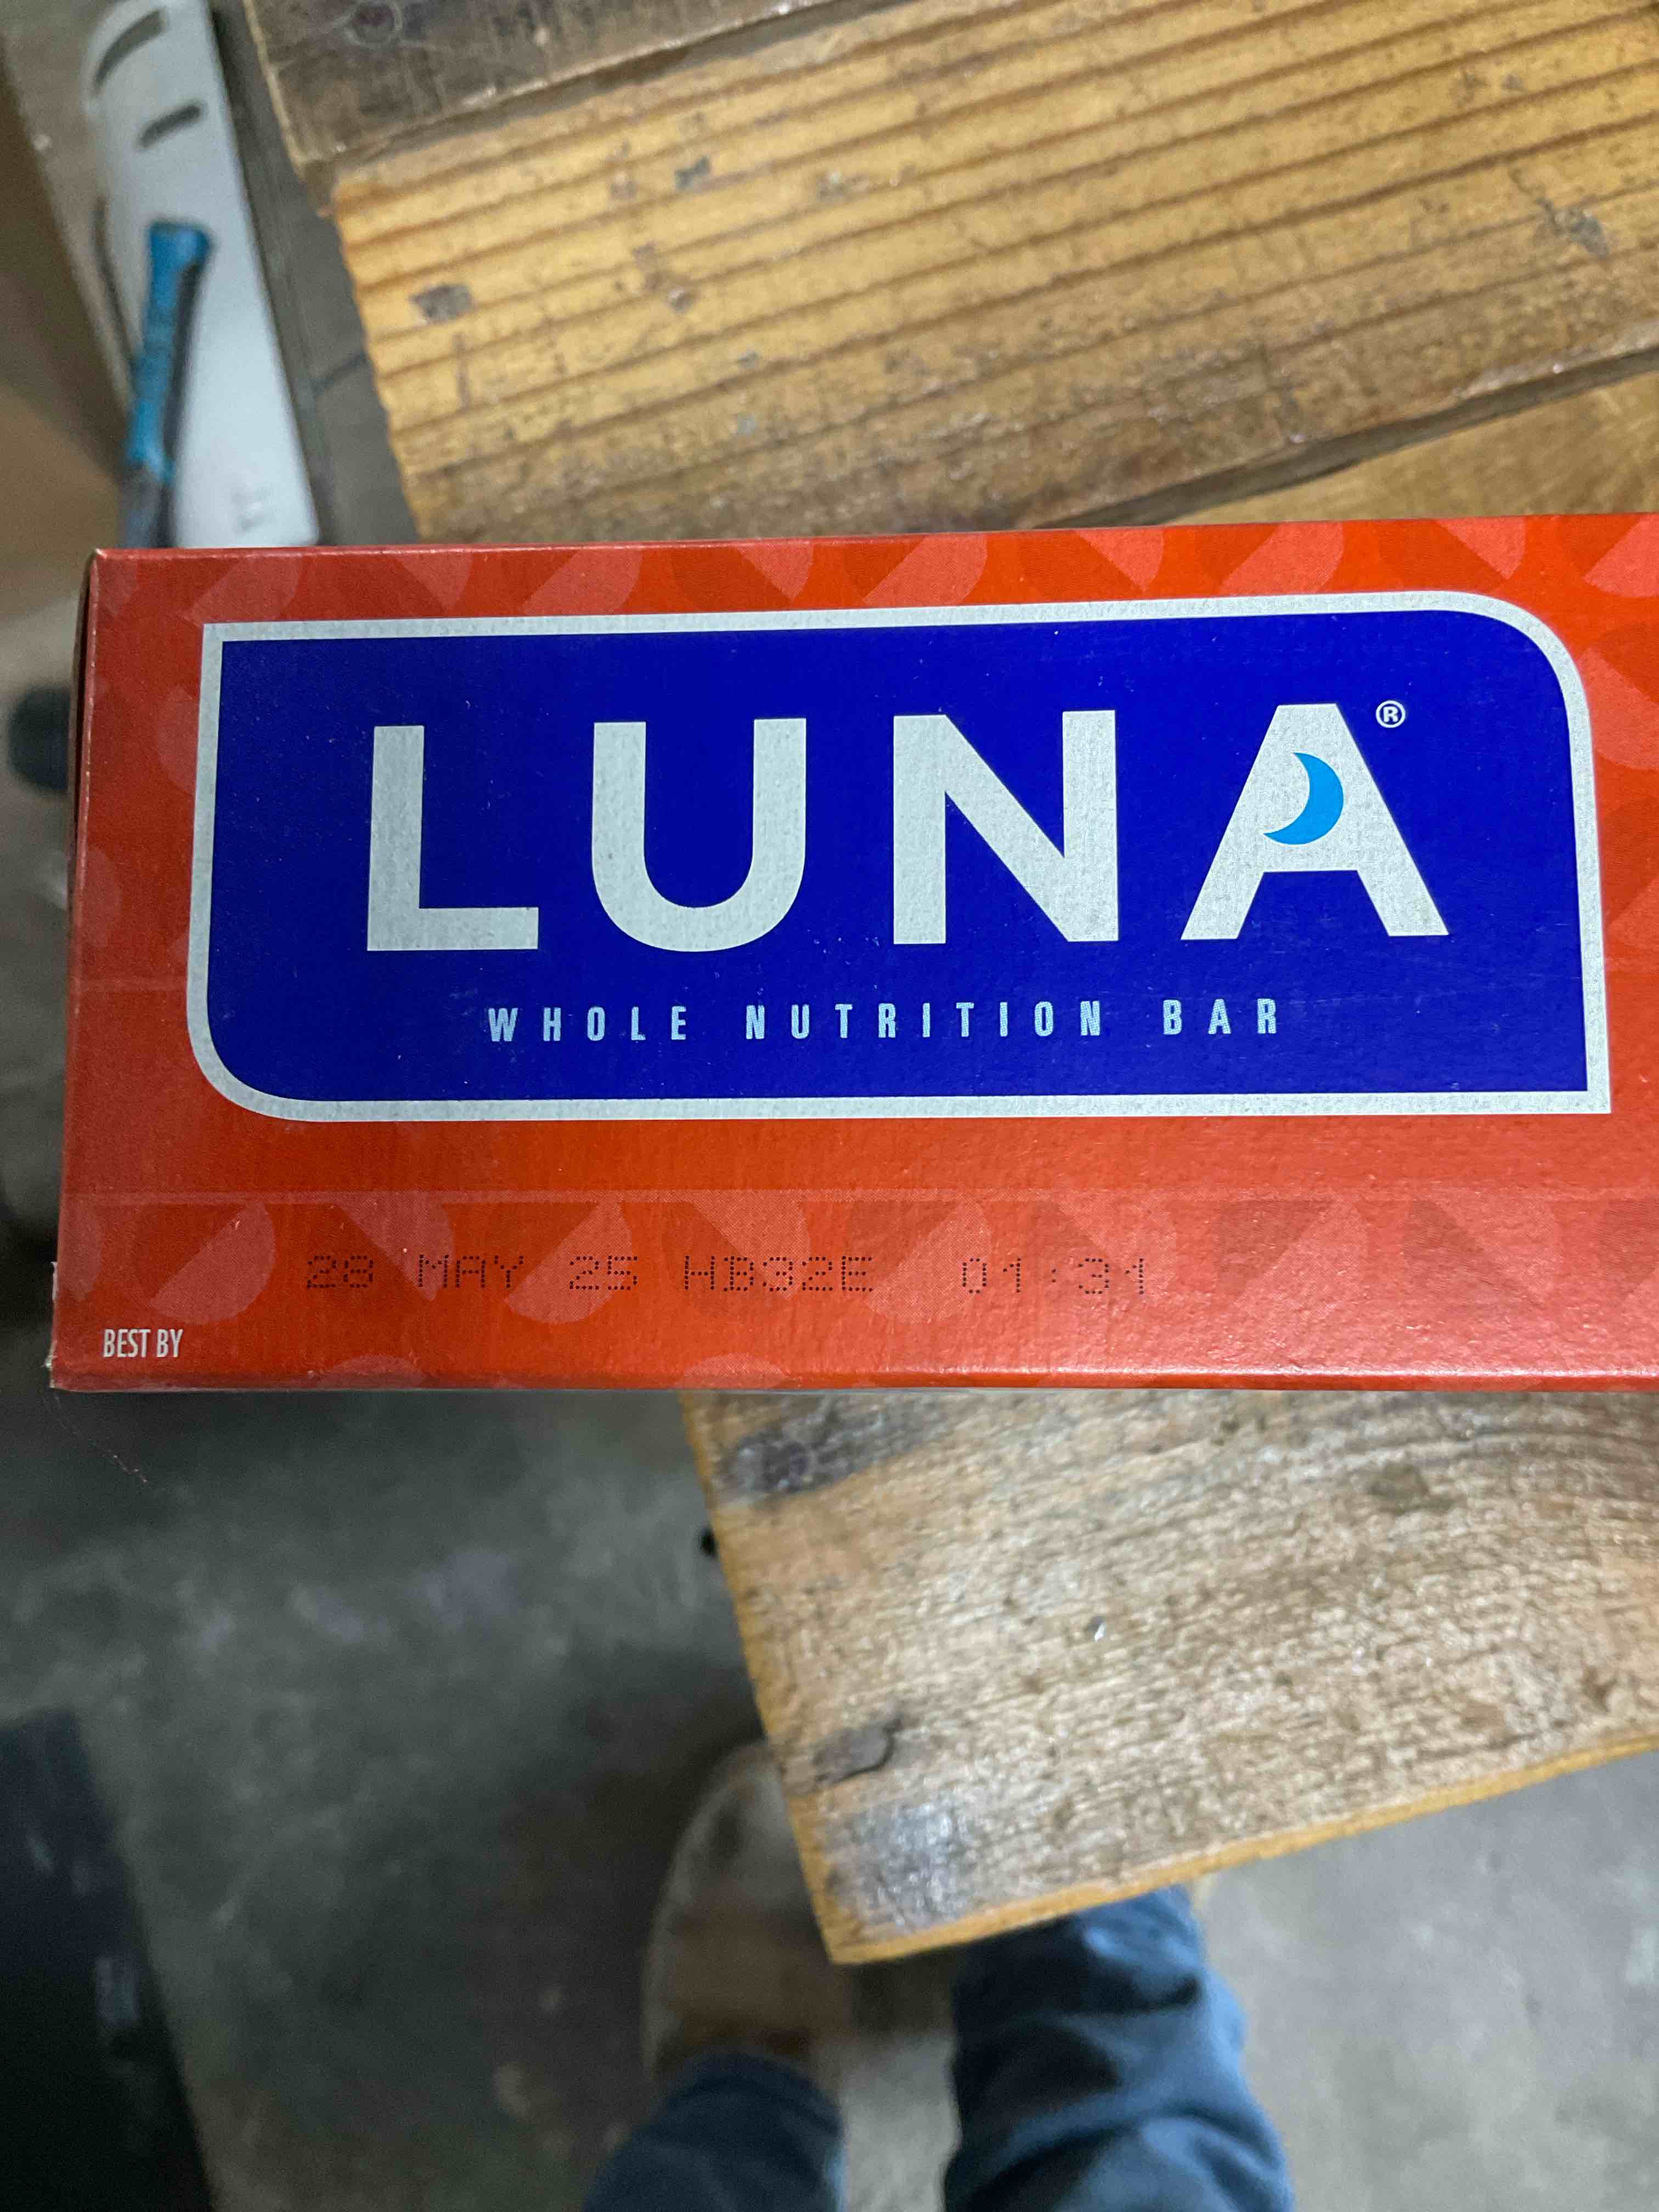 LUNA®
WHOLE NUTRITION BAR
28 MAY 25 HB32E 01:31
BEST BY